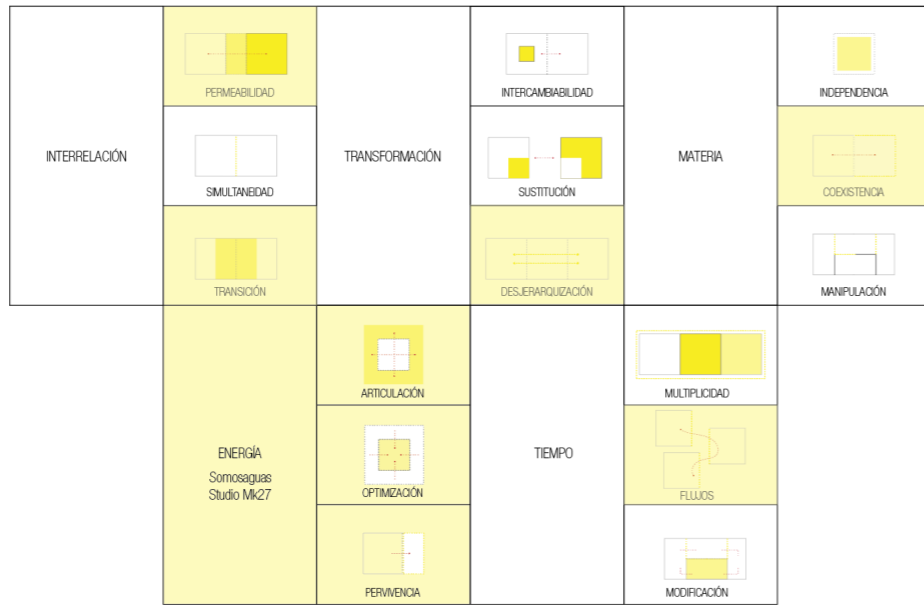 INTERRELACIÓN
PERMEABILIDAD
SIMULTANEIDAD
TRANSICIÓN
TRANSFORMACIÓN
INTERCAMBIABILIDAD
SUSTITUCIÓN
DESJERARQUIZACIÓN
MATERIA
INDEPENDENCIA
COEXISTENCIA
MANIPULACIÓN
ENERGÍA
Somosaguas
Studio Mk27
ARTICULACIÓN
OPTIMIZACIÓN
PERVIVENCIA
TIEMPO
MULTIPLICIDAD
FLUJOS
MODIFICACIÓN